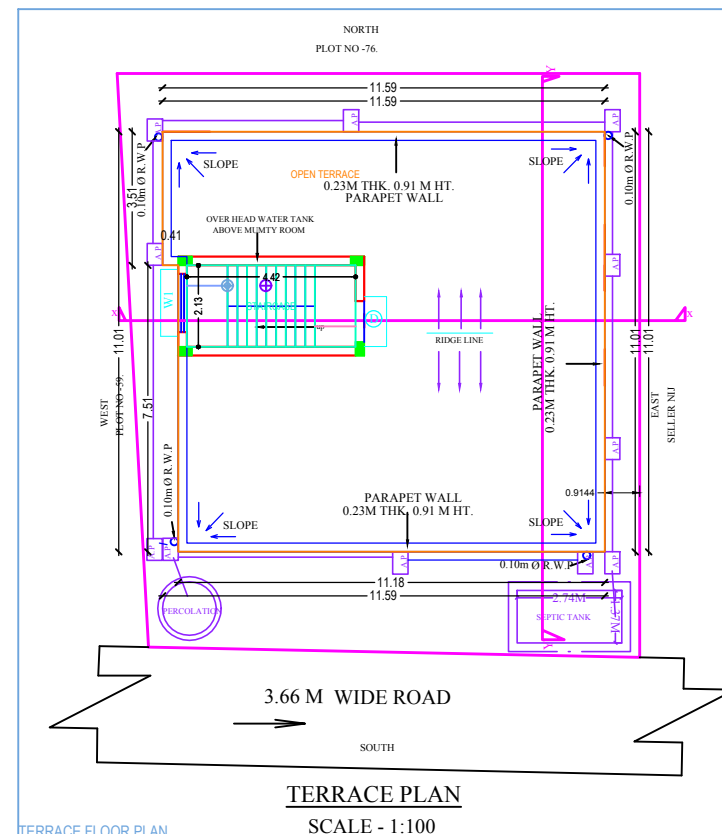 NORTH
PLOT NO -76.
11.59
11.59
A.P
A.P
A.P
Y
0.10m Ø R.W.P
SLOPE
SLOPE
0.10m Ø R.W.P
3.51
OPEN TERRACE
0.23M THK. 0.91 M HT.
PARAPET WALL
OVER HEAD WATER TANK
ABOVE MUMTY ROOM
0.41
A.P
A.P
4.42
W1
2.13
STAIRCASE
up
D
X
X
RIDGE LINE
PARAPET WALL
0.23M THK. 0.91 M HT.
11.01
11.01
11.01
WEST
PLOT NO -59.
7.51
EAST
SELLER NIJ
A.P
0.9144
PARAPET WALL
0.23M THK. 0.91 M HT.
0.10m Ø R.W.P
SLOPE
SLOPE
A.P
A.P
A.P
A.P
A.P
0.10m Ø R.W.P
11.18
11.59
PERCOLATION
2.74M
1.37M
SEPTIC TANK
Y
3.66 M WIDE ROAD
SOUTH
TERRACE PLAN
SCALE - 1:100
TERRACE FLOOR PLAN